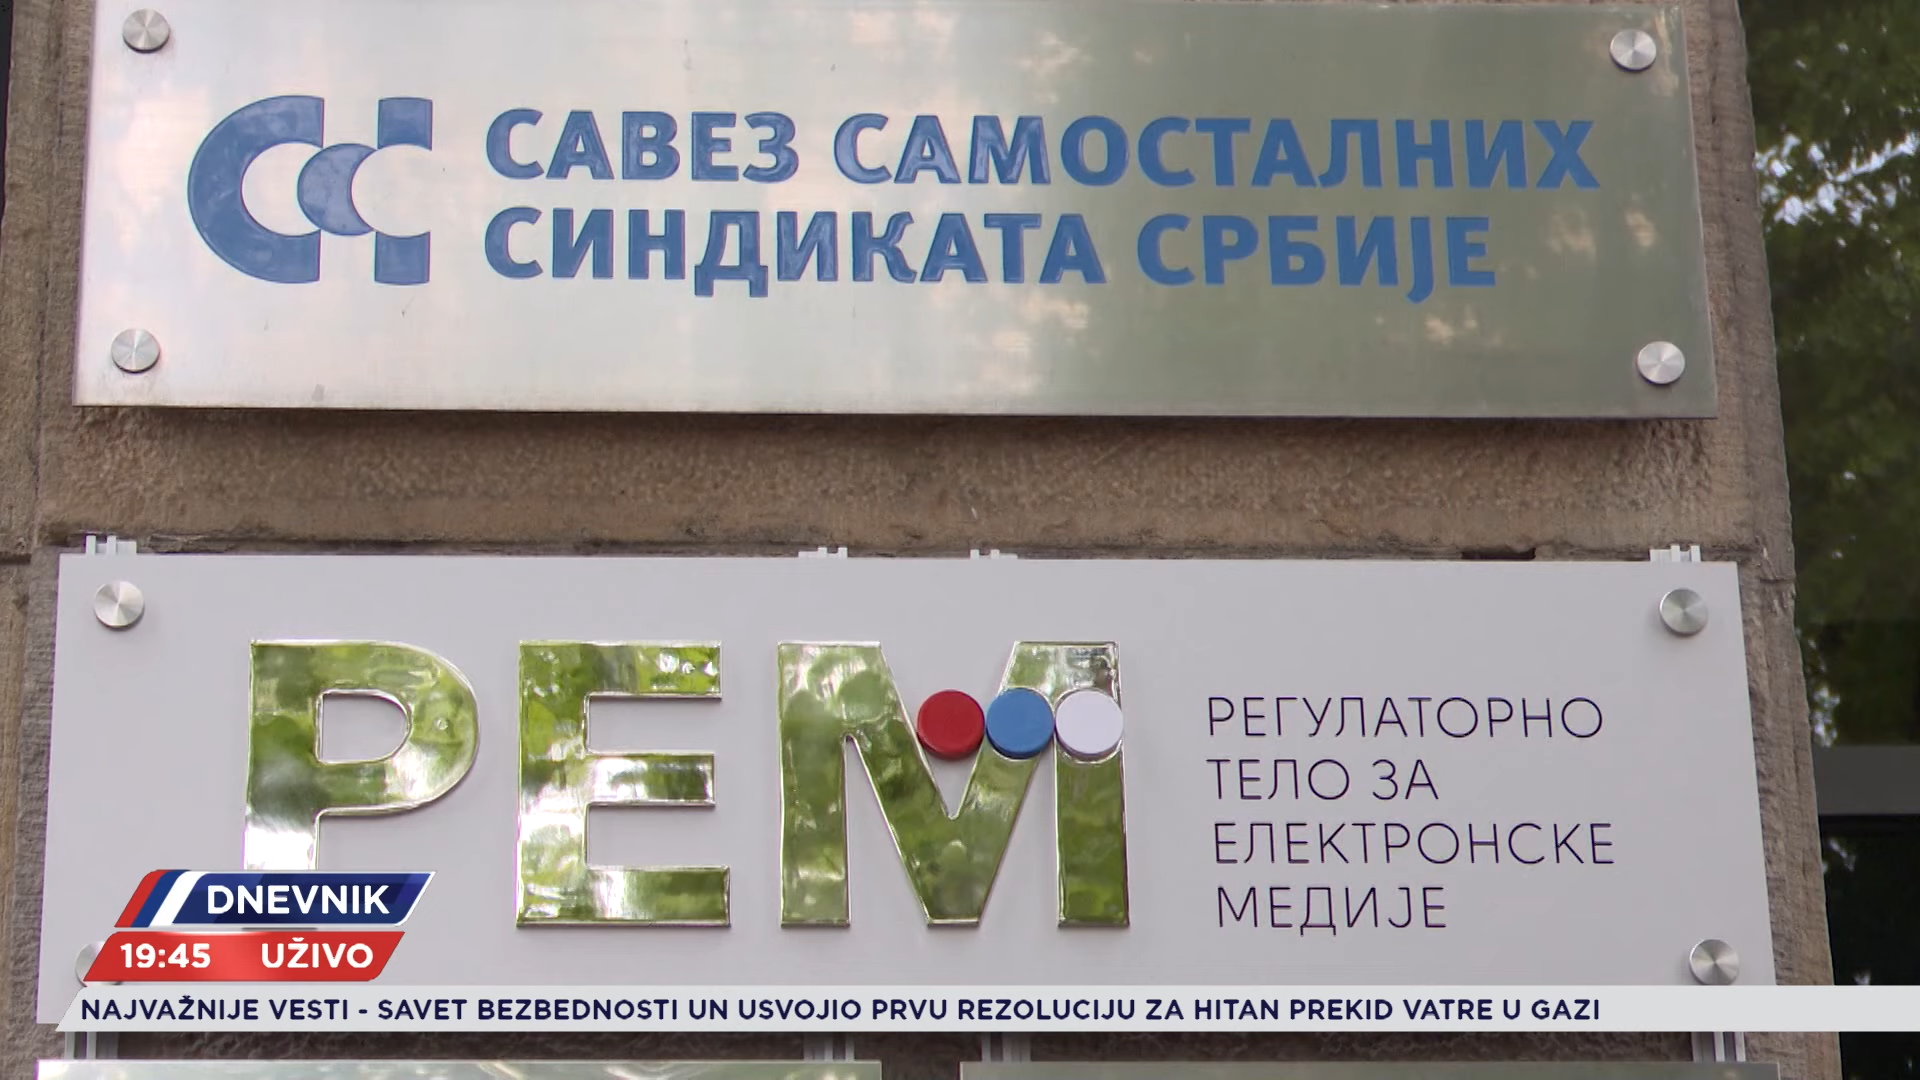 САВЕЗ САМОСТАЛНИХ
СИНДИКАТА СРБИЈЕ
РЕМ
РЕГУЛАТОРНО
ТЕЛО ЗА
ЕЛЕКТРОНСКЕ
МЕДИЈЕ
DNEVNIK
19:45 UŽIVO
NAJVAŽNIJE VESTI - SAVET BEZBEDNOSTI UN USVOJIO PRVU REZOLUCIJU ZA HITAN PREKID VATRE U GAZI